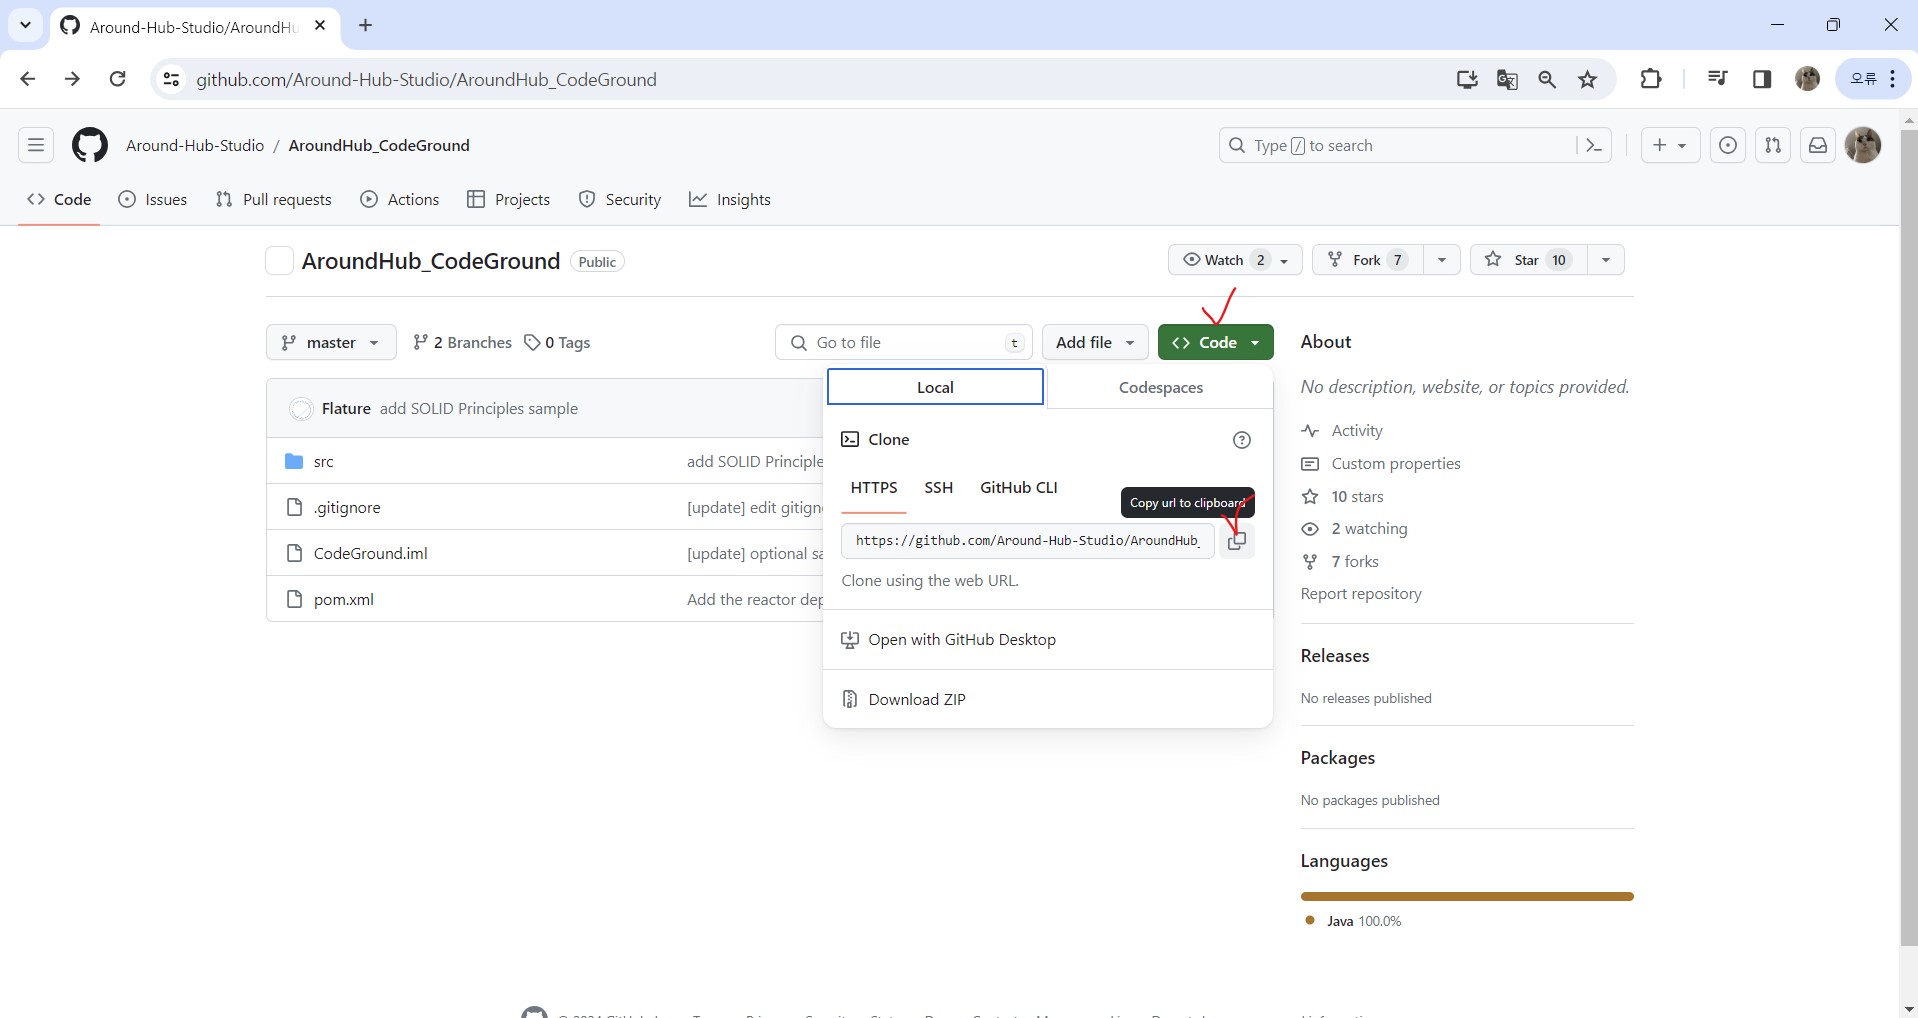 Around-Hub-Studio/AroundHu
github.com/Around-Hub-Studio/AroundHub_CodeGround
오류
Around-Hub-Studio / AroundHub_CodeGround
Type / to search
Code
Issues
Pull requests
Actions
Projects
Security
Insights
AroundHub_CodeGround
Public
Watch 2
Fork 7
Star 10
master
2 Branches
0 Tags
Go to file
t
Add file
Code
About
Local
Codespaces
No description, website, or topics provided.
Flature add SOLID Principles sample
Clone
Activity
src
add SOLID Principle
Custom properties
HTTPS
SSH
GitHub CLI
Copy url to clipboard
10 stars
.gitignore
[update] edit gitign
2 watching
https://github.com/Around-Hub-Studio/AroundHub_
CodeGround.iml
[update] optional sa
7 forks
Clone using the web URL.
Report repository
pom.xml
Add the reactor dep
Open with GitHub Desktop
Releases
Download ZIP
No releases published
Packages
No packages published
Languages
Java 100.0%